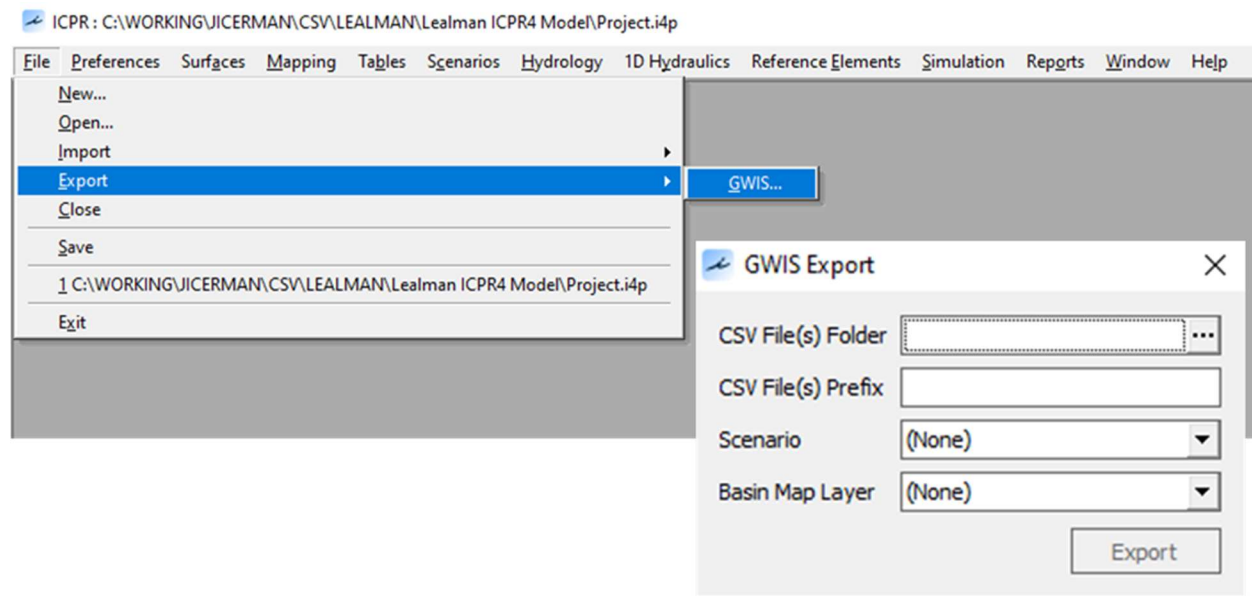 ICPR : C:\WORKING\JICERMAN\CSV\LEALMAN\Lealman ICPR4 Model\Project.i4p
File Preferences Surfaces Mapping Tables Scenarios Hydrology 1D Hydraulics Reference Elements Simulation Reports Window Help
New...
Open...
Import
Export
GWIS...
Close
Save
1 C:\WORKING\JICERMAN\CSV\LEALMAN\Lealman ICPR4 Model\Project.i4p
Exit
GWIS Export
CSV File(s) Folder ...
CSV File(s) Prefix
Scenario (None)
Basin Map Layer (None)
Export